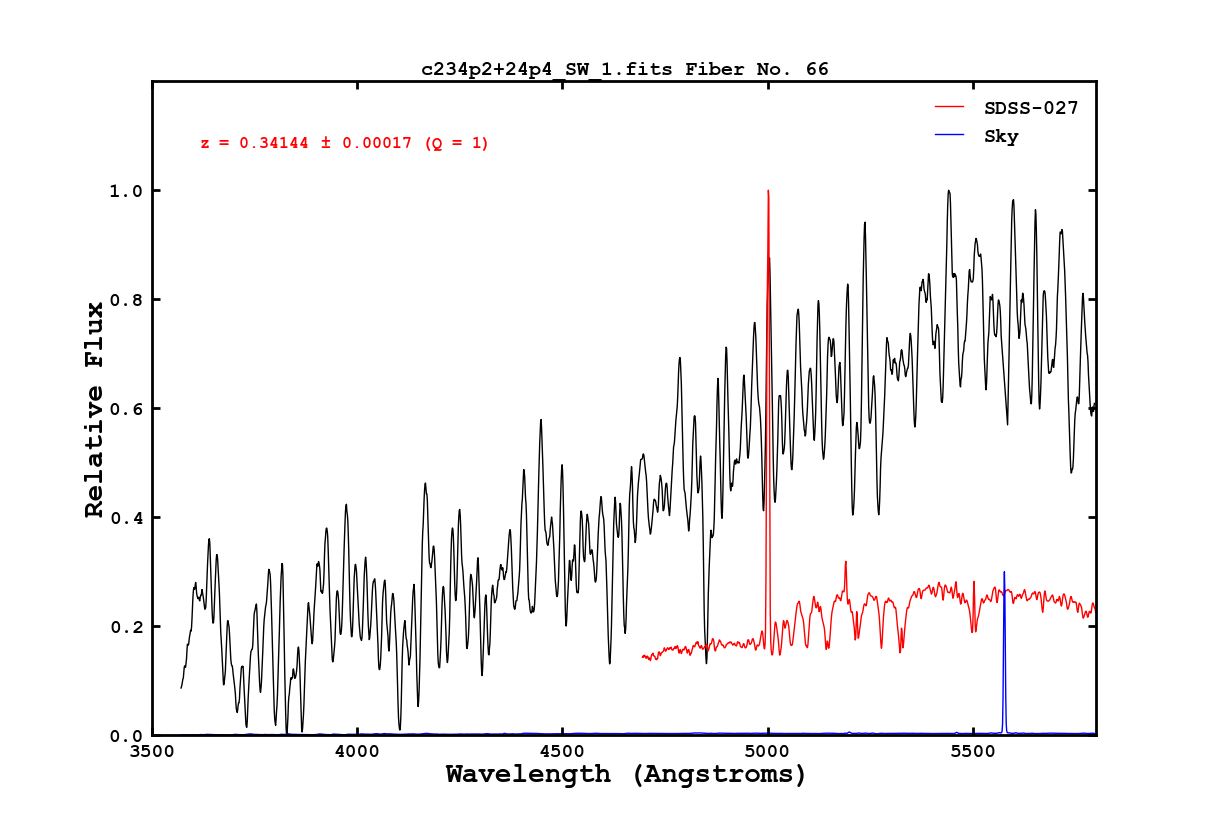 c234p2+24p4_SW_1.fits Fiber No. 66
SDSS-027
Sky
z = 0.34144 ± 0.00017 (Q = 1)
1.0
0.8
0.6
0.4
0.2
0.0
Relative Flux
3500 4000 4500 5000 5500
Wavelength (Angstroms)